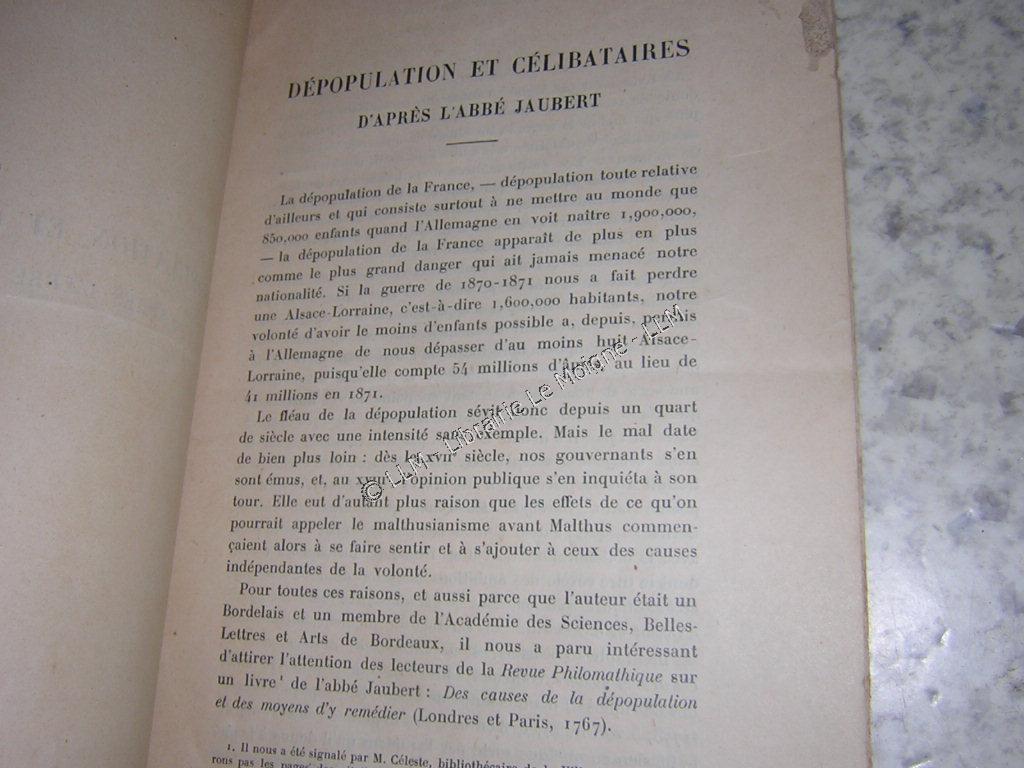 DÉPOPULATION ET CÉLIBATAIRES
D'APRÈS L'ABBÉ JAUBERT
La dépopulation de la France, — dépopulation toute relative
d'ailleurs et qui consiste surtout à ne mettre au monde que
850,000 enfants quand l'Allemagne en voit naître 1,900,000,
— la dépopulation de la France apparaît de plus en plus
comme le plus grand danger qui ait jamais menacé notre
nationalité. Si la guerre de 1870-1871 nous a fait perdre
une Alsace-Lorraine, c'est-à-dire 1,600,000 habitants, notre
volonté d'avoir le moins d'enfants possible a, depuis, permis
à l'Allemagne de nous dépasser d'au moins huit Alsace-
Lorraine, puisqu'elle compte 54 millions d'âmes, au lieu de
41 millions en 1871.
Le fléau de la dépopulation sévit donc depuis un quart
de siècle avec une intensité sans exemple. Mais le mal date
de bien plus loin : dès le XVIIe siècle, nos gouvernants s'en
sont émus, et, au opinion publique s'en inquiéta à son
tour. Elle eut d'autant plus raison que les effets de ce qu'on
pourrait appeler le malthusianisme avant Malthus commen-
çaient alors à se faire sentir et à s'ajouter à ceux des causes
indépendantes de la volonté.
Pour toutes ces raisons, et aussi parce que l'auteur était un
Bordelais et un membre de l'Académie des Sciences, Belles-
Lettres et Arts de Bordeaux, il nous a paru intéressant
d'attirer l'attention des lecteurs de la Revue Philomathique sur
un livre¹ de l'abbé Jaubert : Des causes de la dépopulation
et des moyens d'y remédier (Londres et Paris, 1767).
1. Il nous a été signalé par M. Céleste, bibliothécaire de la
rons pas les pages
© LLM - Librairie Le Moigne - LLM